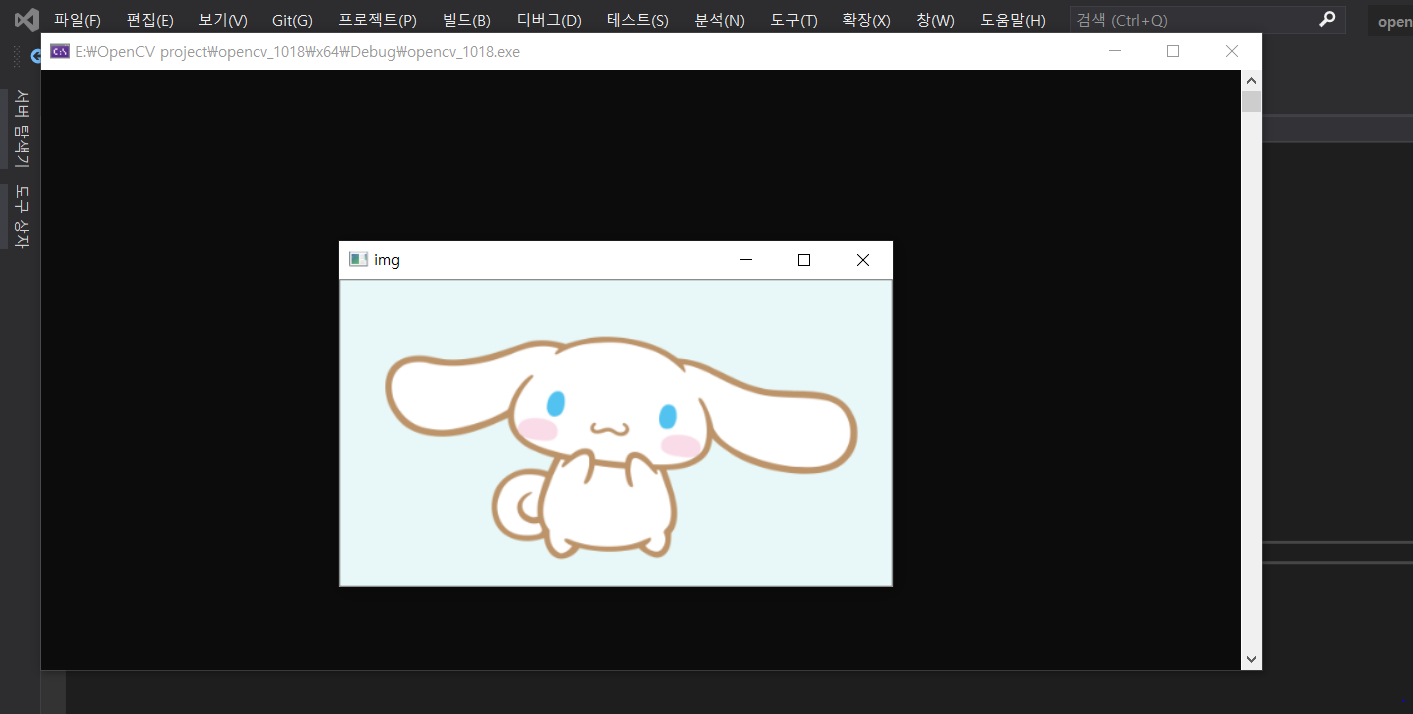 파일(F) 편집(E) 보기(V) Git(G) 프로젝트(P) 빌드(B) 디버그(D) 테스트(S) 분석(N) 도구(T) 확장(X) 창(W) 도움말(H) 검색 (Ctrl+Q) open
E:\OpenCV project\opencv_1018\x64\Debug\opencv_1018.exe
서버 탐색기
도구 상자
img